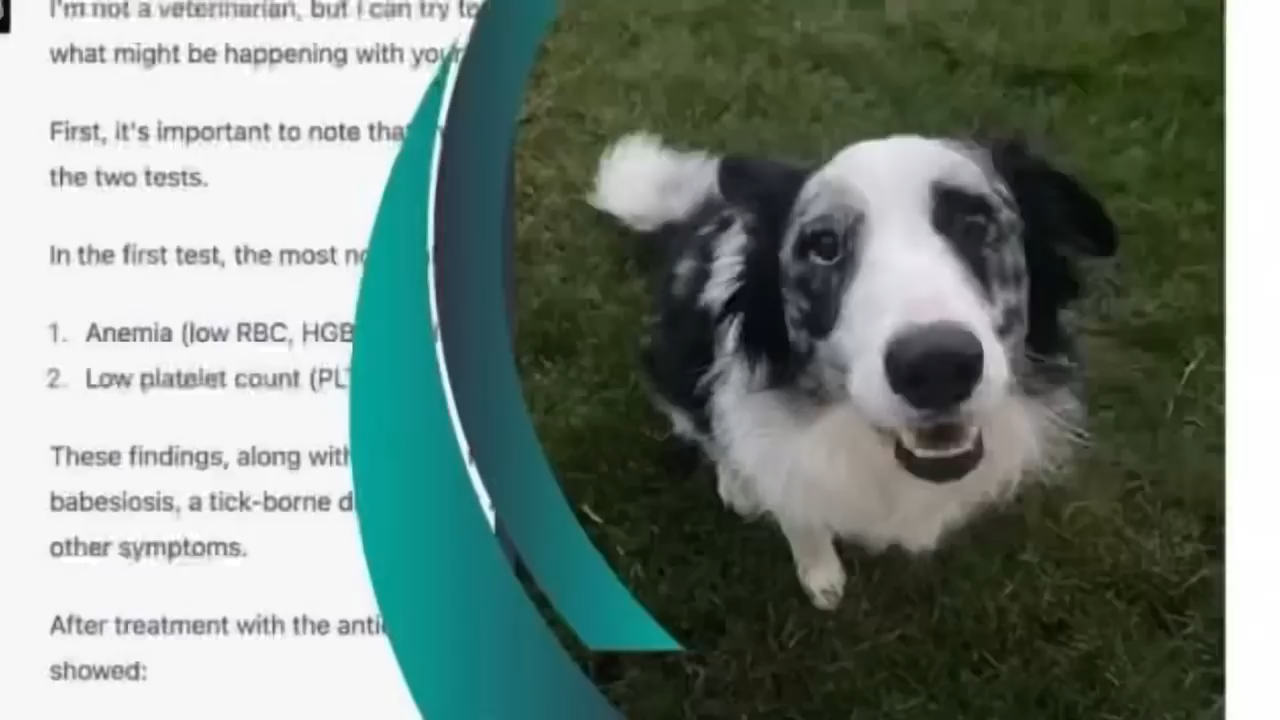 I'm not a veterinarian, but I can try to
what might be happening with your
First, it's important to note that
the two tests.
In the first test, the most no
1. Anemia (low RBC, HGB
2. Low platelet count (PLT
These findings, along with
babesiosis, a tick-borne d
other symptoms.
After treatment with the anti
showed: